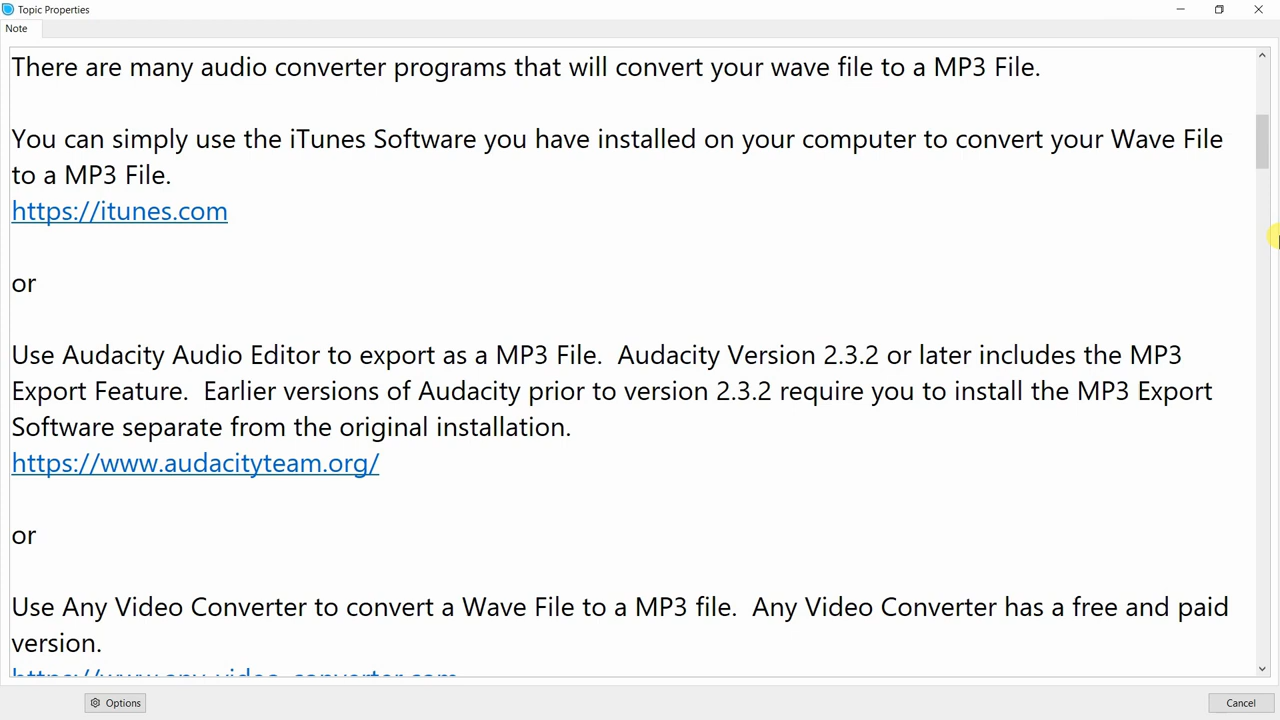 Topic Properties
Note
There are many audio converter programs that will convert your wave file to a MP3 File.
You can simply use the iTunes Software you have installed on your computer to convert your Wave File
to a MP3 File.
https://itunes.com
or
Use Audacity Audio Editor to export as a MP3 File.  Audacity Version 2.3.2 or later includes the MP3
Export Feature.  Earlier versions of Audacity prior to version 2.3.2 require you to install the MP3 Export
Software separate from the original installation.
https://www.audacityteam.org/
or
Use Any Video Converter to convert a Wave File to a MP3 file.  Any Video Converter has a free and paid
version.
Options
Cancel